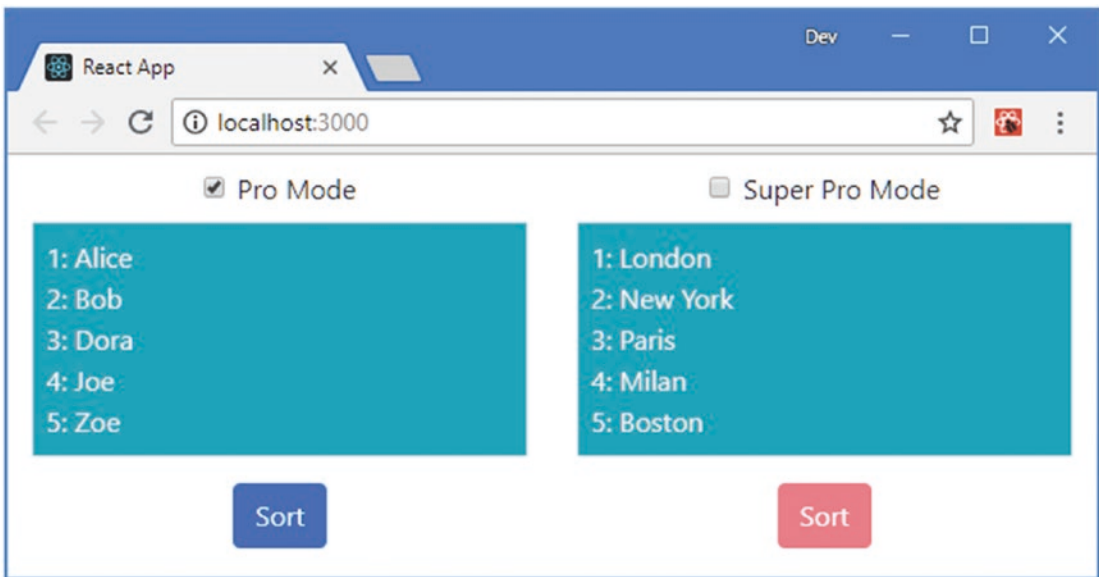 Dev
React App
localhost:3000
Pro Mode
1: Alice
2: Bob
3: Dora
4: Joe
5: Zoe
Sort
Super Pro Mode
1: London
2: New York
3: Paris
4: Milan
5: Boston
Sort